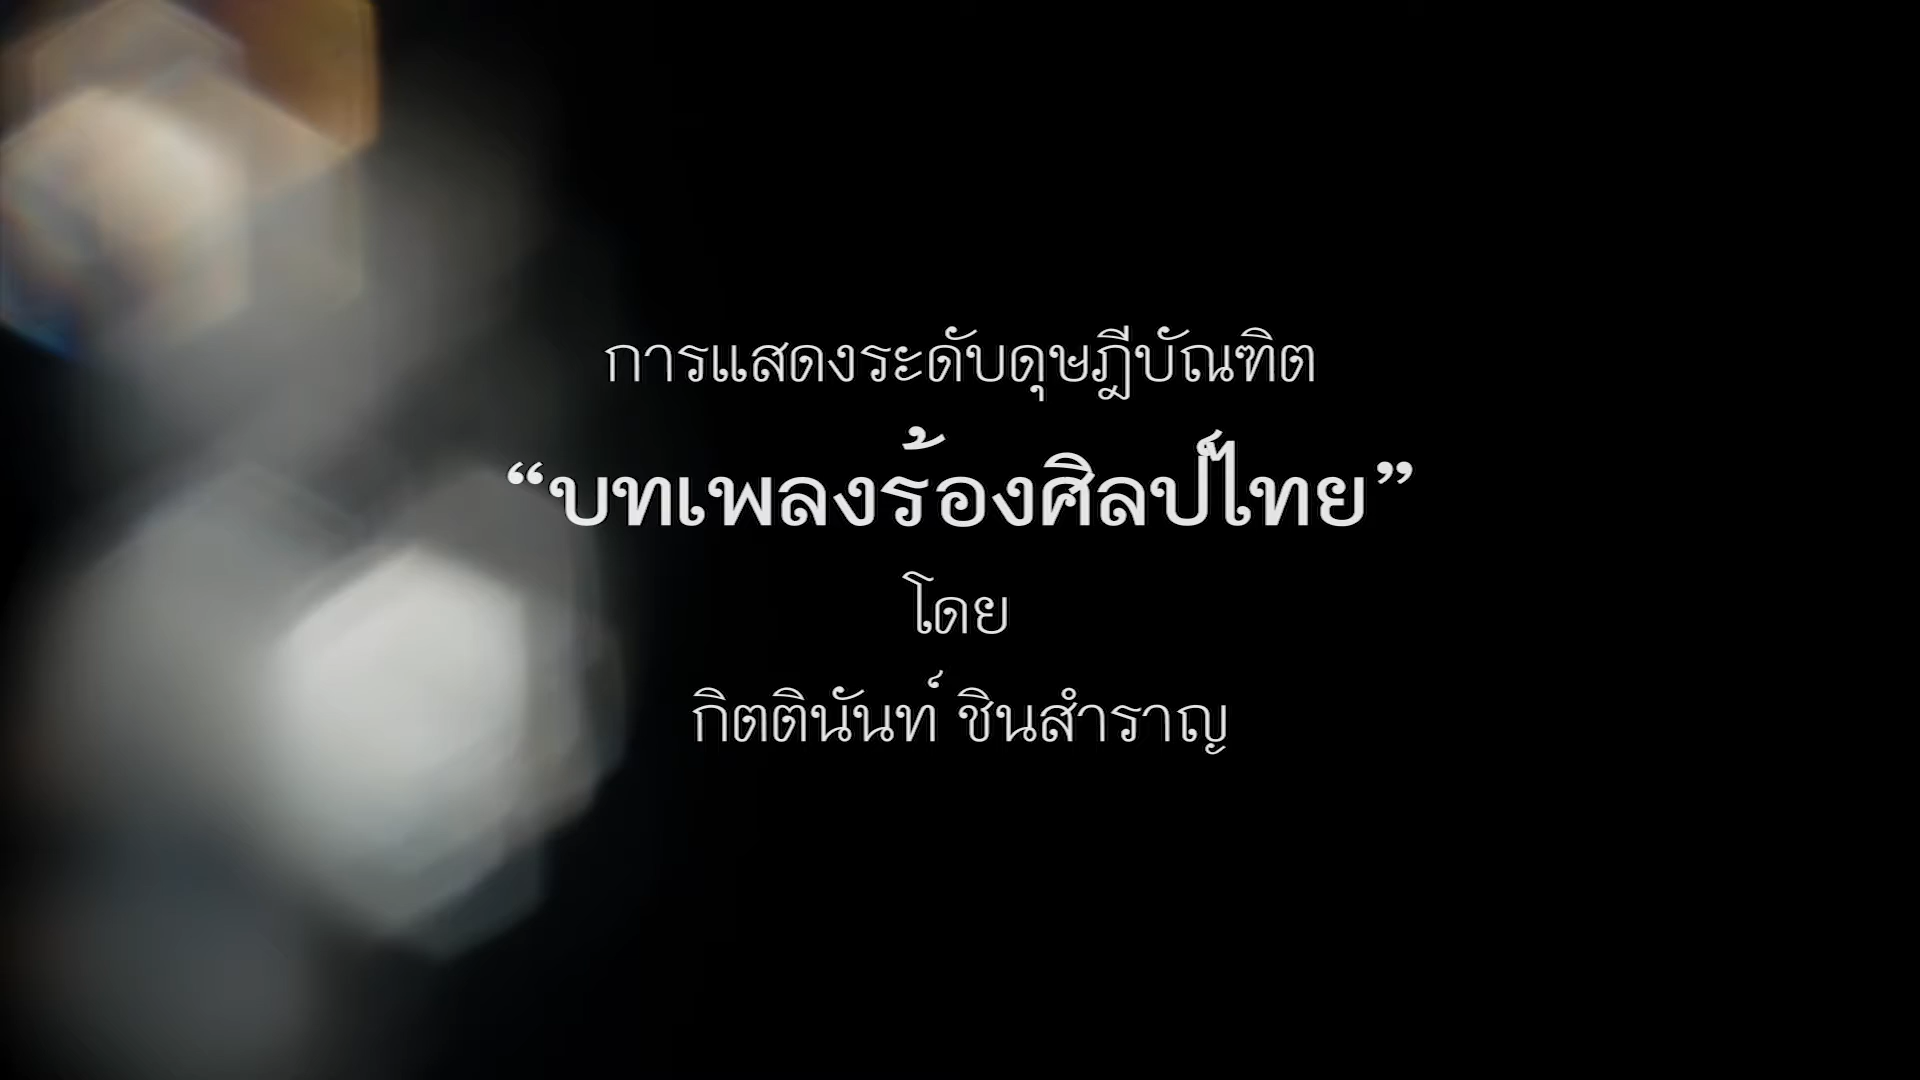 การแสดงระดับดุษฎีบัณฑิต
“บทเพลงร้องศิลป์ไทย”
โดย
กิตตินันท์ ชินสำราญ